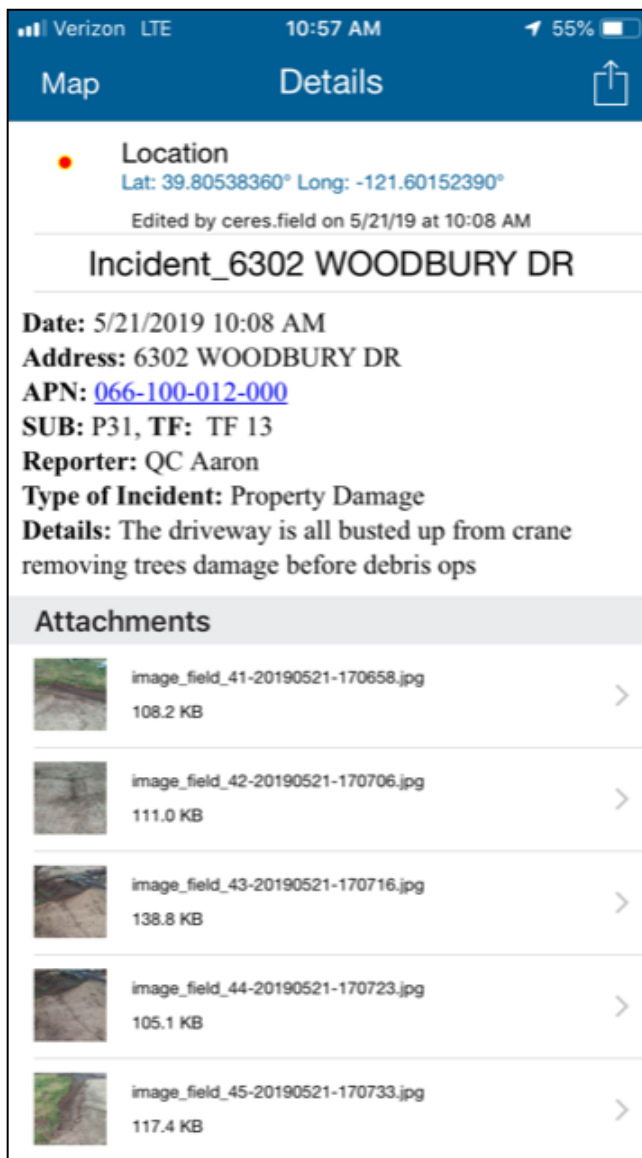 Verizon LTE 10:57 AM 55%
Map Details
Location
Lat: 39.80538360° Long: -121.60152390°
Edited by ceres.field on 5/21/19 at 10:08 AM
Incident_6302 WOODBURY DR
Date: 5/21/2019 10:08 AM
Address: 6302 WOODBURY DR
APN: 066-100-012-000
SUB: P31, TF: TF 13
Reporter: QC Aaron
Type of Incident: Property Damage
Details: The driveway is all busted up from crane
removing trees damage before debris ops
Attachments
image_field_41-20190521-170658.jpg
108.2 KB
image_field_42-20190521-170706.jpg
111.0 KB
image_field_43-20190521-170716.jpg
138.8 KB
image_field_44-20190521-170723.jpg
105.1 KB
image_field_45-20190521-170733.jpg
117.4 KB